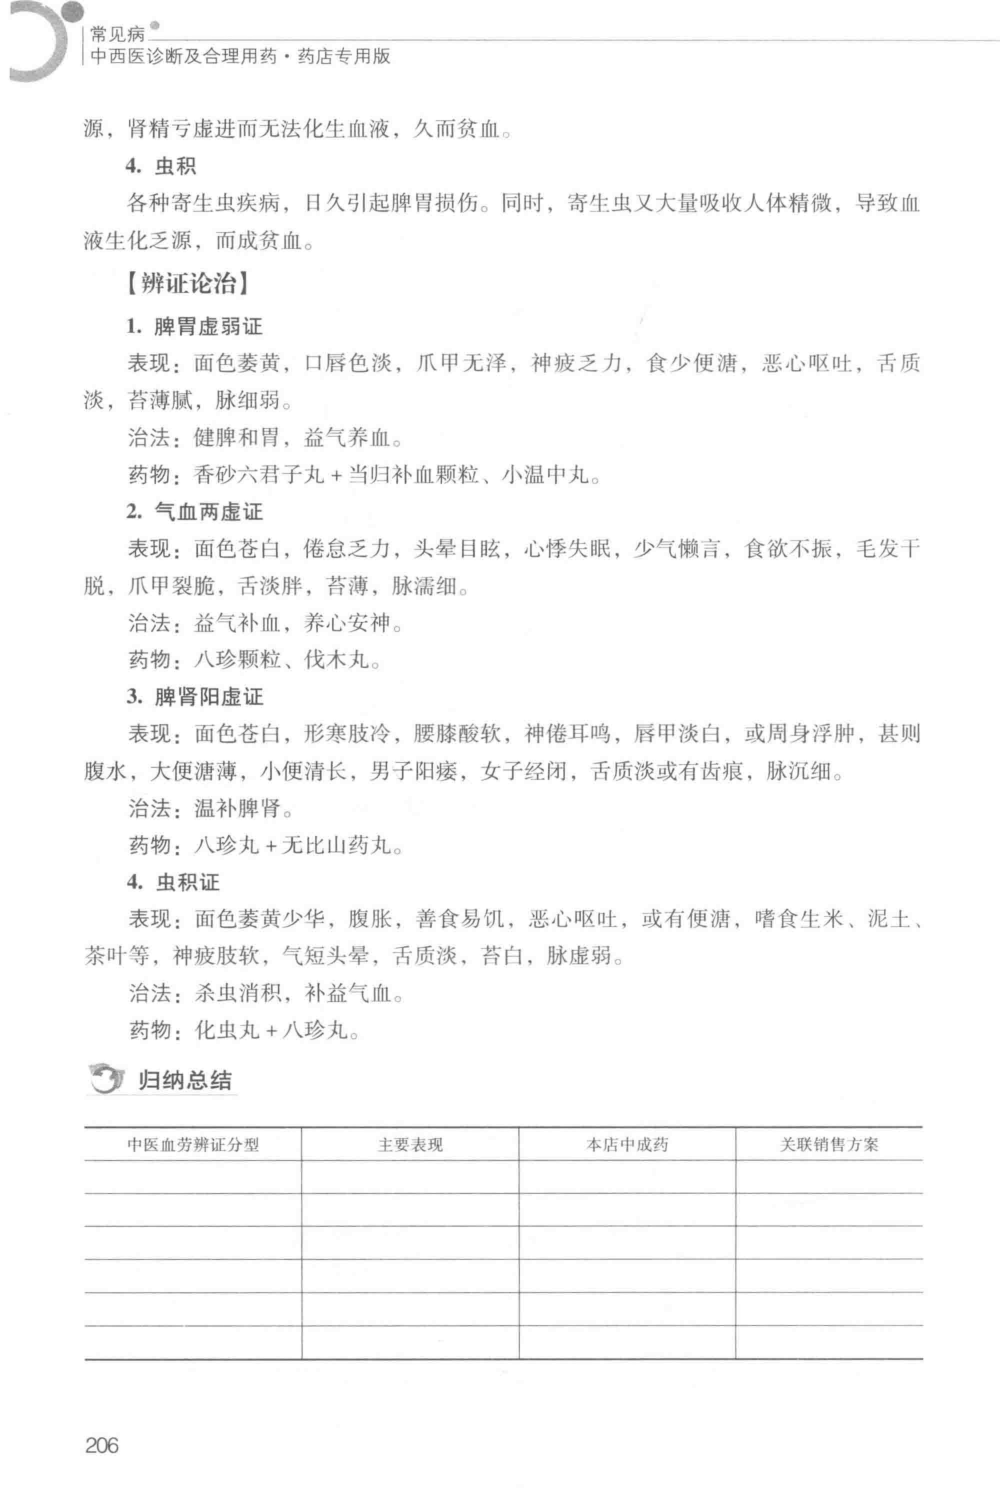 常见病
中西医诊断及合理用药·药店专用版
源，肾精亏虚进而无法化生血液，久而贫血。
4. 虫积
各种寄生虫疾病，日久引起脾胃损伤。同时，寄生虫又大量吸收人体精微，导致血
液生化乏源，而成贫血。
【辨证论治】
1. 脾胃虚弱证
表现：面色萎黄，口唇色淡，爪甲无泽，神疲乏力，食少便溏，恶心呕吐，舌质
淡，苔薄腻，脉细弱。
治法：健脾和胃，益气养血。
药物：香砂六君子丸+当归补血颗粒、小温中丸。
2. 气血两虚证
表现：面色苍白，倦怠乏力，头晕目眩，心悸失眠，少气懒言，食欲不振，毛发干
脱，爪甲裂脆，舌淡胖，苔薄，脉濡细。
治法：益气补血，养心安神。
药物：八珍颗粒、伐木丸。
3. 脾肾阳虚证
表现：面色苍白，形寒肢冷，腰膝酸软，神倦耳鸣，唇甲淡白，或周身浮肿，甚则
腹水，大便溏薄，小便清长，男子阳痿，女子经闭，舌质淡或有齿痕，脉沉细。
治法：温补脾肾。
药物：八珍丸+无比山药丸。
4. 虫积证
表现：面色萎黄少华，腹胀，善食易饥，恶心呕吐，或有便溏，嗜食生米、泥土、
茶叶等，神疲肢软，气短头晕，舌质淡，苔白，脉虚弱。
治法：杀虫消积，补益气血。
药物：化虫丸+八珍丸。
归纳总结
中医血劳辨证分型 主要表现 本店中成药 关联销售方案
206